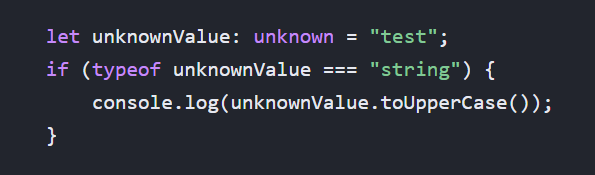 let unknownValue: unknown = "test";
if (typeof unknownValue === "string") {
    console.log(unknownValue.toUpperCase());
}